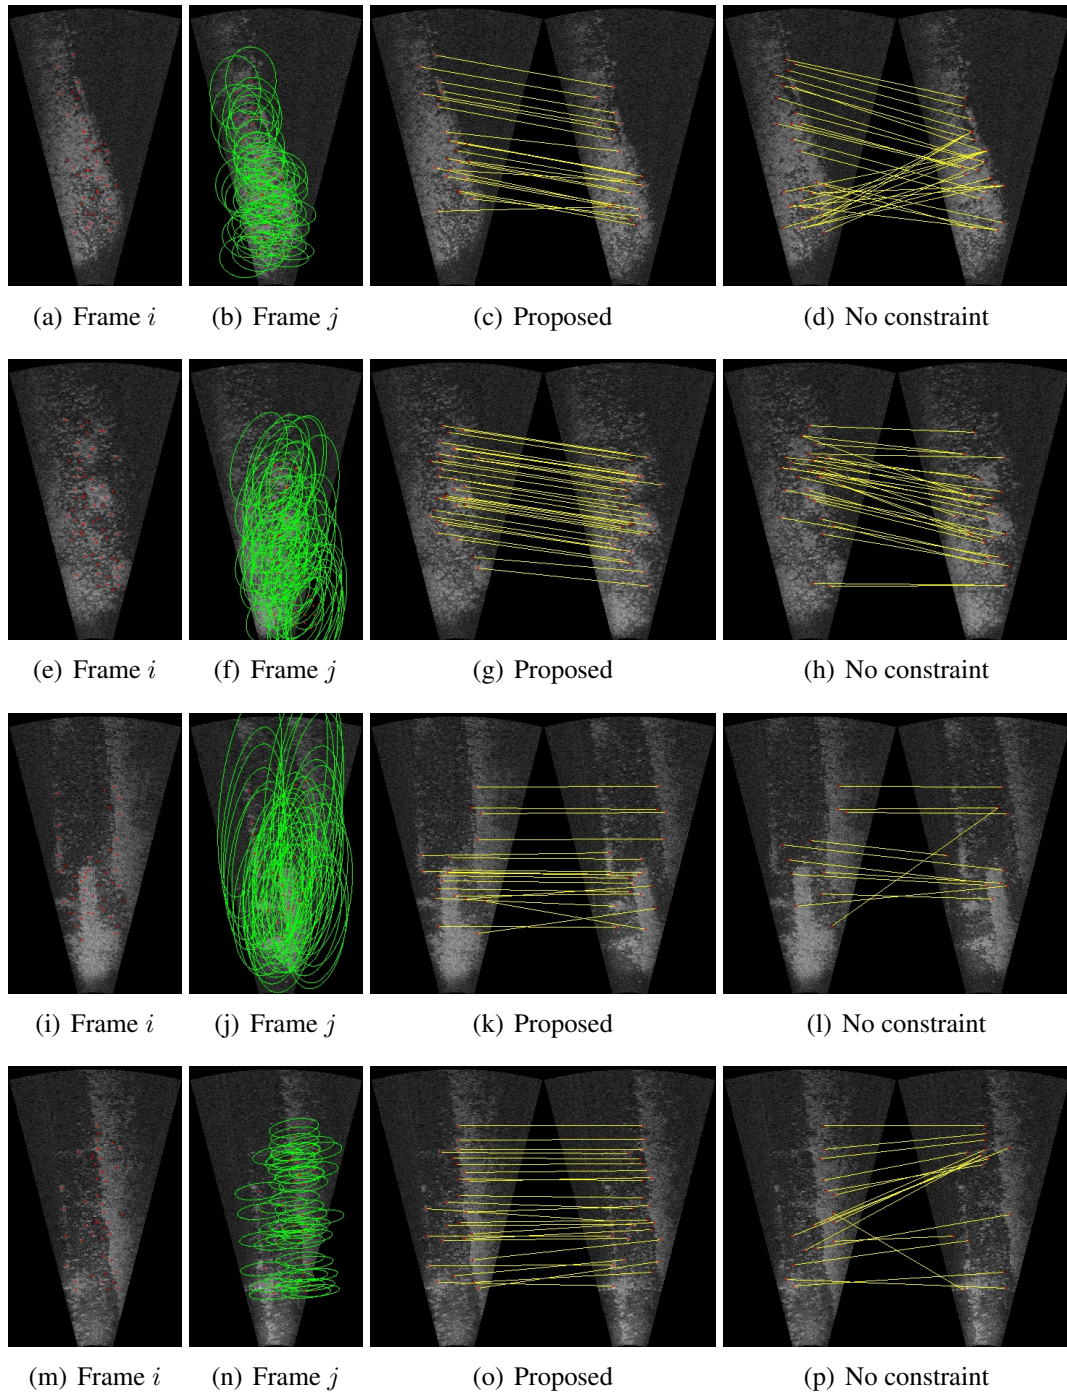 (a) Frame i (b) Frame j (c) Proposed (d) No constraint
(e) Frame i (f) Frame j (g) Proposed (h) No constraint
(i) Frame i (j) Frame j (k) Proposed (l) No constraint
(m) Frame i (n) Frame j (o) Proposed (p) No constraint